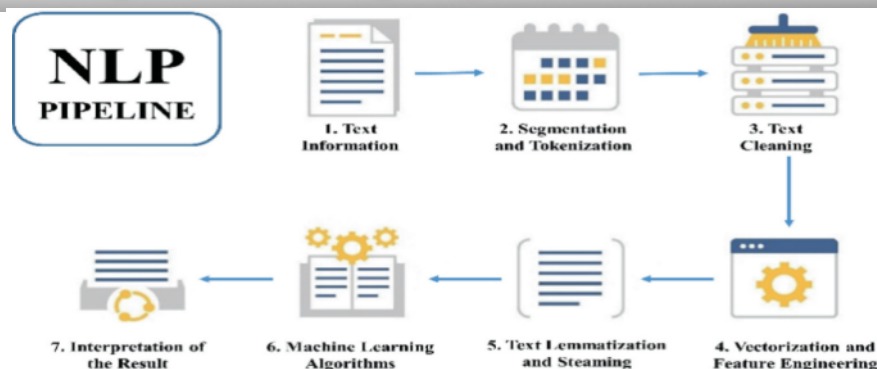 NLP
PIPELINE
1. Text
Information
2. Segmentation
and Tokenization
3. Text
Cleaning
4. Vectorization and
Feature Engineering
5. Text Lemmatization
and Steaming
6. Machine Learning
Algorithms
7. Interpretation of
the Result